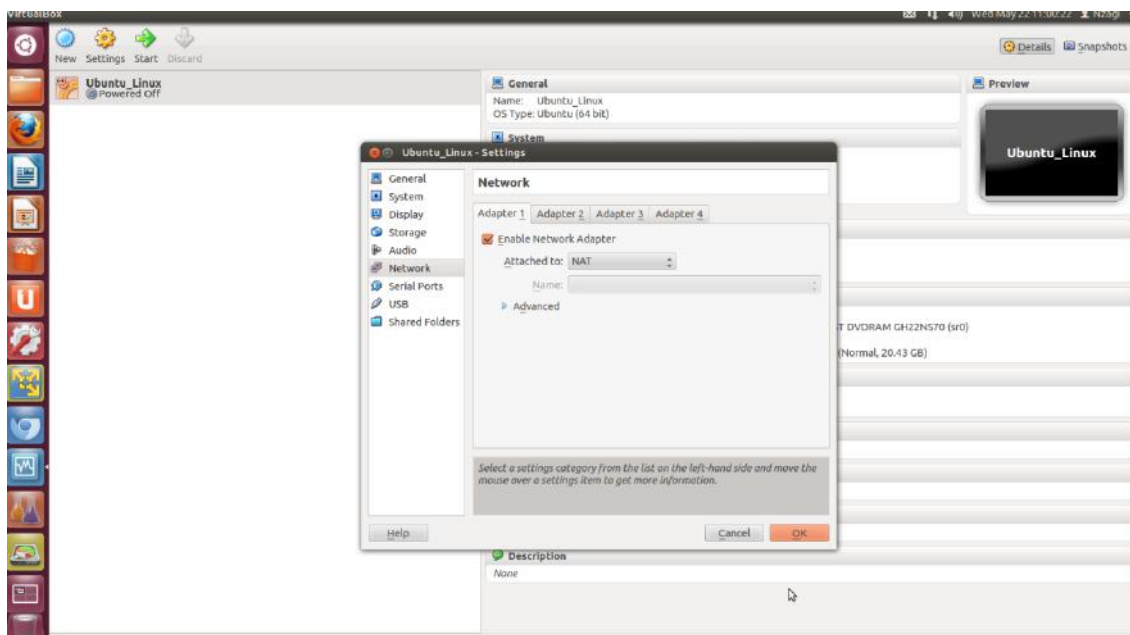 VirtualBox
Wed May 22 11:00:22 Nzagi
New Settings Start Discard
Details Snapshots
Ubuntu_Linux
Powered Off
General
Name: Ubuntu_Linux
OS Type: Ubuntu (64 bit)
System
Preview
Ubuntu_Linux
Ubuntu_Linux - Settings
General
System
Display
Storage
Audio
Network
Serial Ports
USB
Shared Folders
Network
Adapter 1 Adapter 2 Adapter 3 Adapter 4
Enable Network Adapter
Attached to: NAT
Name:
Advanced
T DVDRAM GH22NS70 (sr0)
(Normal, 20.43 GB)
Select a settings category from the list on the left-hand side and move the
mouse over a settings item to get more information.
Help Cancel OK
Description
None